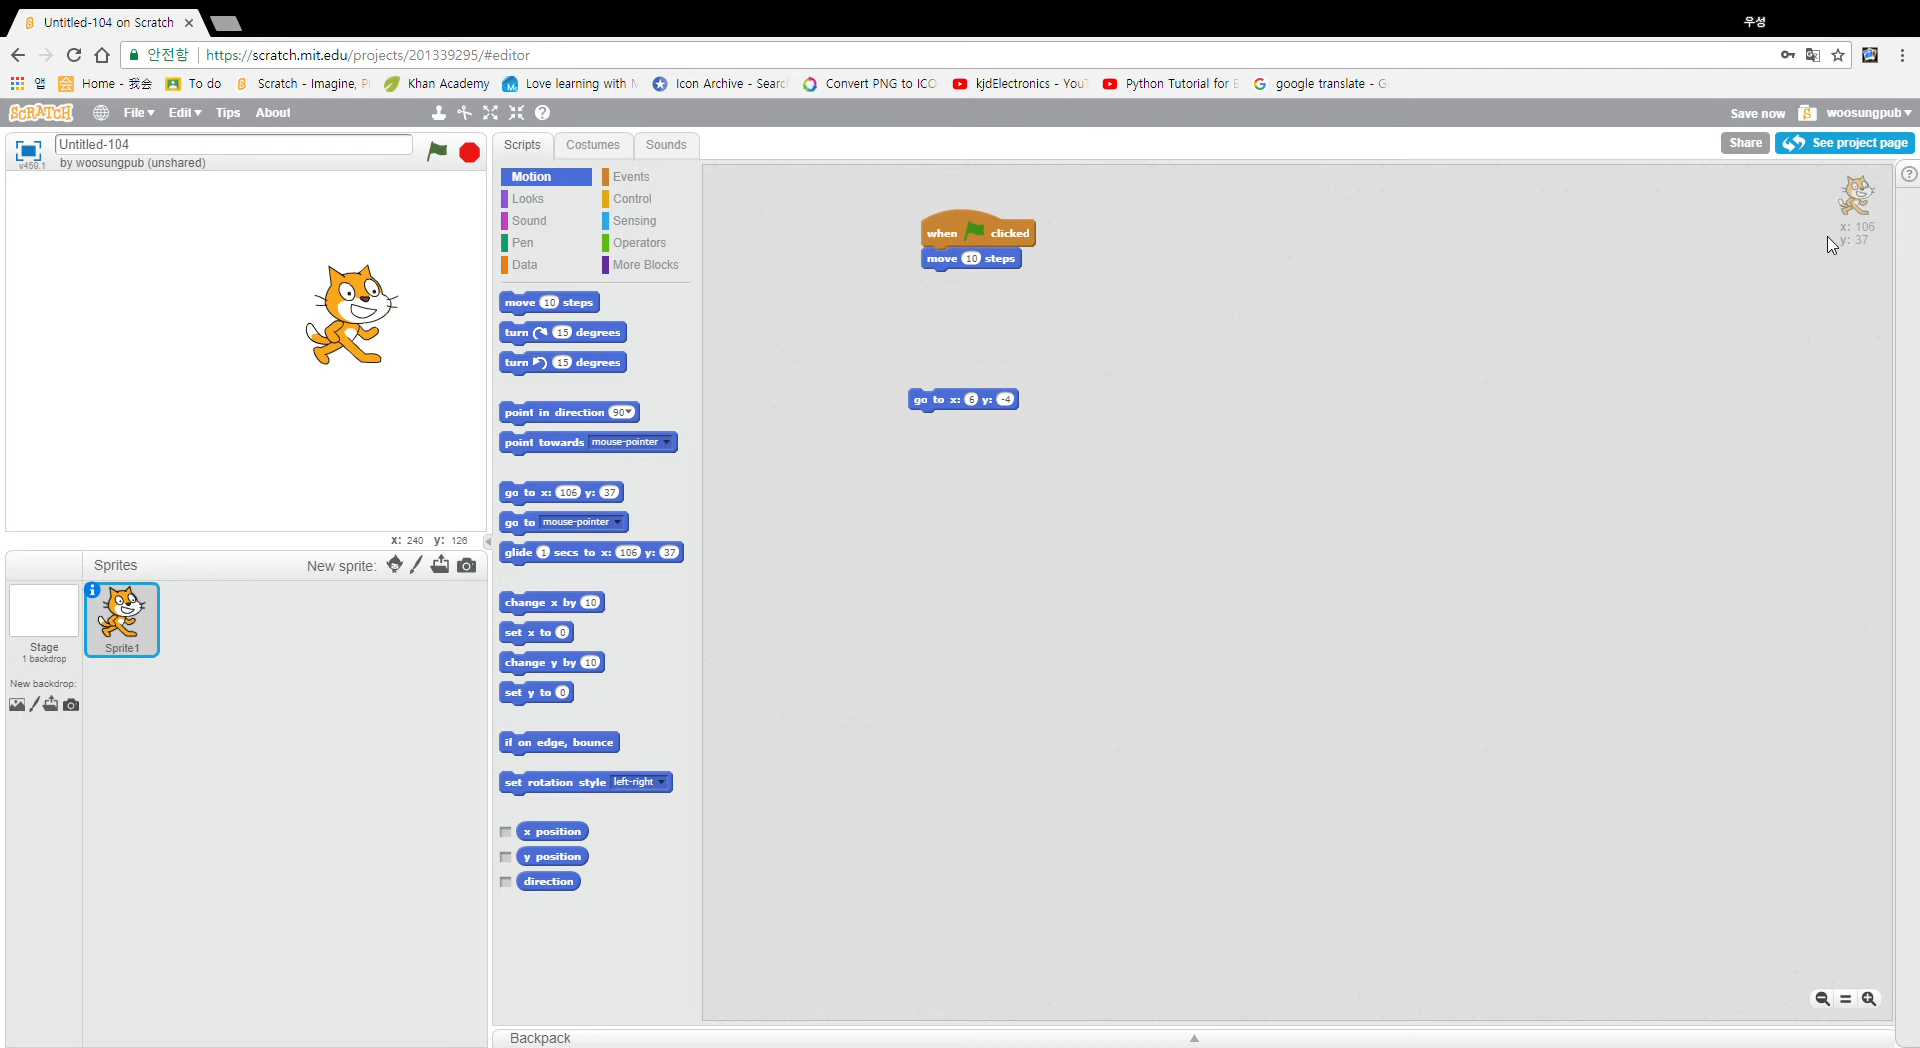 Untitled-104 on Scratch
우성
안전함 https://scratch.mit.edu/projects/201339295/#editor
앱 Home - 我숲 To do Scratch - Imagine, P Khan Academy Love learning with Icon Archive - Searc Convert PNG to ICO kjdElectronics - YouT Python Tutorial for B google translate - G
SCRATCH File Edit Tips About Save now woosungpub
Untitled-104
v459.1 by woosungpub (unshared)
Scripts Costumes Sounds
Share See project page
Motion Events
Looks Control
Sound Sensing
Pen Operators
Data More Blocks
move 10 steps
turn 15 degrees
turn 15 degrees
point in direction 90
point towards mouse-pointer
go to x: 106 y: 37
go to mouse-pointer
glide 1 secs to x: 106 y: 37
change x by 10
set x to 0
change y by 10
set y to 0
if on edge, bounce
set rotation style left-right
x position
y position
direction
when clicked
move 10 steps
go to x: 6 y: -4
x: 106
y: 37
x: 240 y: 126
Sprites New sprite:
Sprite1
Stage
1 backdrop
New backdrop:
Backpack